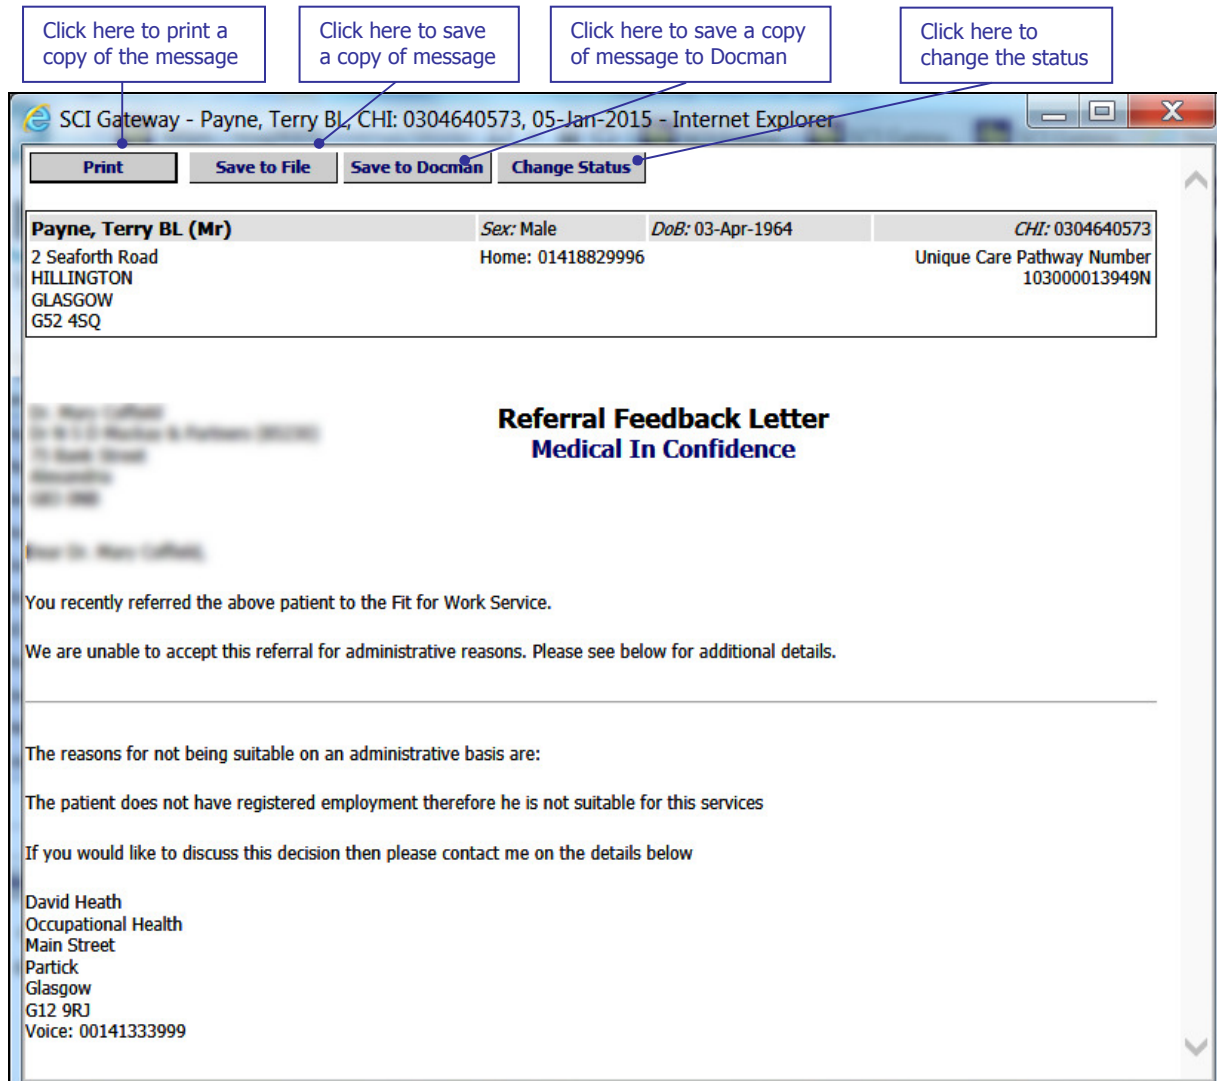 Click here to print a
copy of the message
Click here to save
a copy of message
Click here to save a copy
of message to Docman
Click here to
change the status
SCI Gateway - Payne, Terry BL, CHI: 0304640573, 05-Jan-2015 - Internet Explorer
Print Save to File Save to Docman Change Status
Payne, Terry BL (Mr) Sex: Male DoB: 03-Apr-1964 CHI: 0304640573
2 Seaforth Road Home: 01418829996 Unique Care Pathway Number
HILLINGTON 103000013949N
GLASGOW
G52 4SQ
Referral Feedback Letter
Medical In Confidence
You recently referred the above patient to the Fit for Work Service.
We are unable to accept this referral for administrative reasons. Please see below for additional details.
The reasons for not being suitable on an administrative basis are:
The patient does not have registered employment therefore he is not suitable for this services
If you would like to discuss this decision then please contact me on the details below
David Heath
Occupational Health
Main Street
Partick
Glasgow
G12 9RJ
Voice: 00141333999